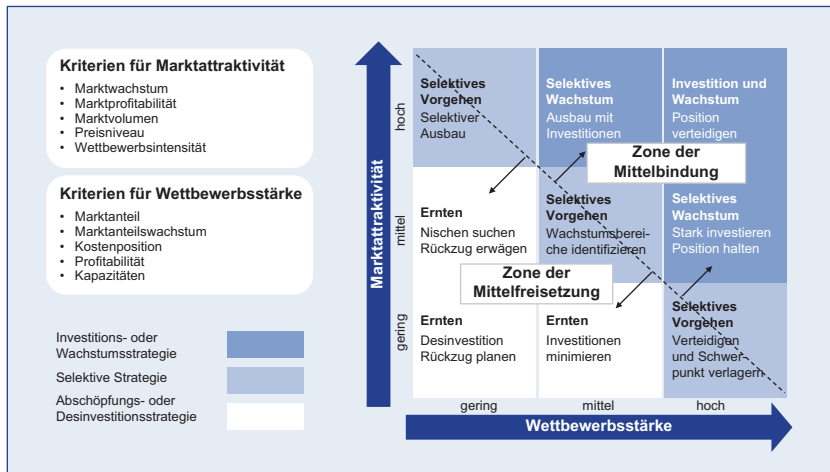 Kriterien für Marktattraktivität
• Marktwachstum
• Marktprofitabilität
• Marktvolumen
• Preisniveau
• Wettbewerbsintensität
Kriterien für Wettbewerbsstärke
• Marktanteil
• Marktanteilswachstum
• Kostenposition
• Profitabilität
• Kapazitäten
Investitions- oder
Wachstumsstrategie
Selektive Strategie
Abschöpfungs- oder
Desinvestitionsstrategie
Marktattraktivität
hoch
mittel
gering
Selektives
Vorgehen
Selektiver
Ausbau
Selektives
Wachstum
Ausbau mit
Investitionen
Investition und
Wachstum
Position
verteidigen
Zone der
Mittelbindung
Ernten
Nischen suchen
Rückzug erwägen
Selektives
Vorgehen
Wachstumsberei-
che identifizieren
Selektives
Wachstum
Stark investieren
Position halten
Zone der
Mittelfreisetzung
Ernten
Desinvestition
Rückzug planen
Ernten
Investitionen
minimieren
Selektives
Vorgehen
Verteidigen
und Schwer-
punkt verlagern
gering
mittel
hoch
Wettbewerbsstärke